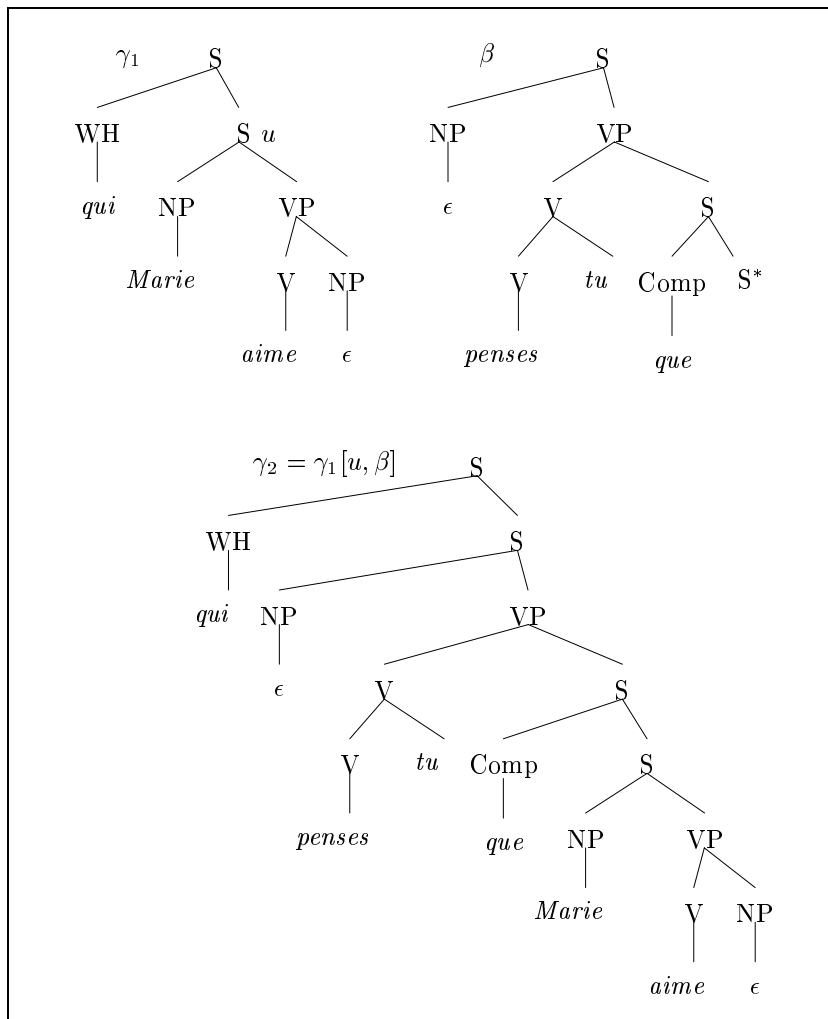 γ₁ S β S
WH S u NP VP
qui NP VP ϵ V S
Marie V NP V tu Comp S*
aime ϵ penses que
γ₂ = γ₁[u, β] S
WH S
qui NP VP
ϵ V S
V tu Comp S
penses que NP VP
Marie V NP
aime ϵ